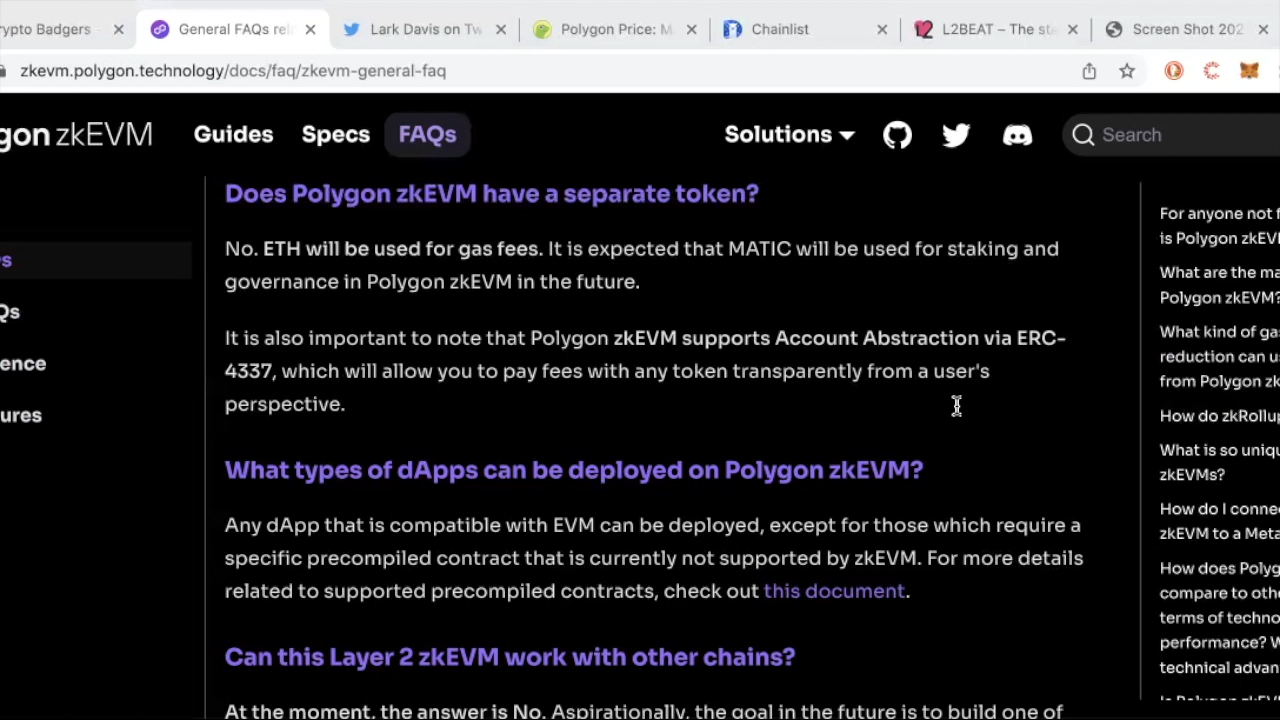 rypto Badgers
General FAQs rel
Lark Davis on Tw
Polygon Price: M
Chainlist
L2BEAT – The sta
Screen Shot 202
zkevm.polygon.technology/docs/faq/zkevm-general-faq
gon zkEVM
Guides
Specs
FAQs
Solutions
Search
s
Qs
ence
ures
Does Polygon zkEVM have a separate token?
No. ETH will be used for gas fees. It is expected that MATIC will be used for staking and
governance in Polygon zkEVM in the future.
It is also important to note that Polygon zkEVM supports Account Abstraction via ERC-
4337, which will allow you to pay fees with any token transparently from a user's
perspective.
What types of dApps can be deployed on Polygon zkEVM?
Any dApp that is compatible with EVM can be deployed, except for those which require a
specific precompiled contract that is currently not supported by zkEVM. For more details
related to supported precompiled contracts, check out this document.
Can this Layer 2 zkEVM work with other chains?
At the moment, the answer is No. Aspirationally, the goal in the future is to build one of
For anyone not f
is Polygon zkEV
What are the ma
Polygon zkEVM?
What kind of gas
reduction can u
from Polygon zk
How do zkRollup
What is so uniqu
zkEVMs?
How do I connec
zkEVM to a Meta
How does Polyg
compare to othe
terms of techno
performance? W
technical advan